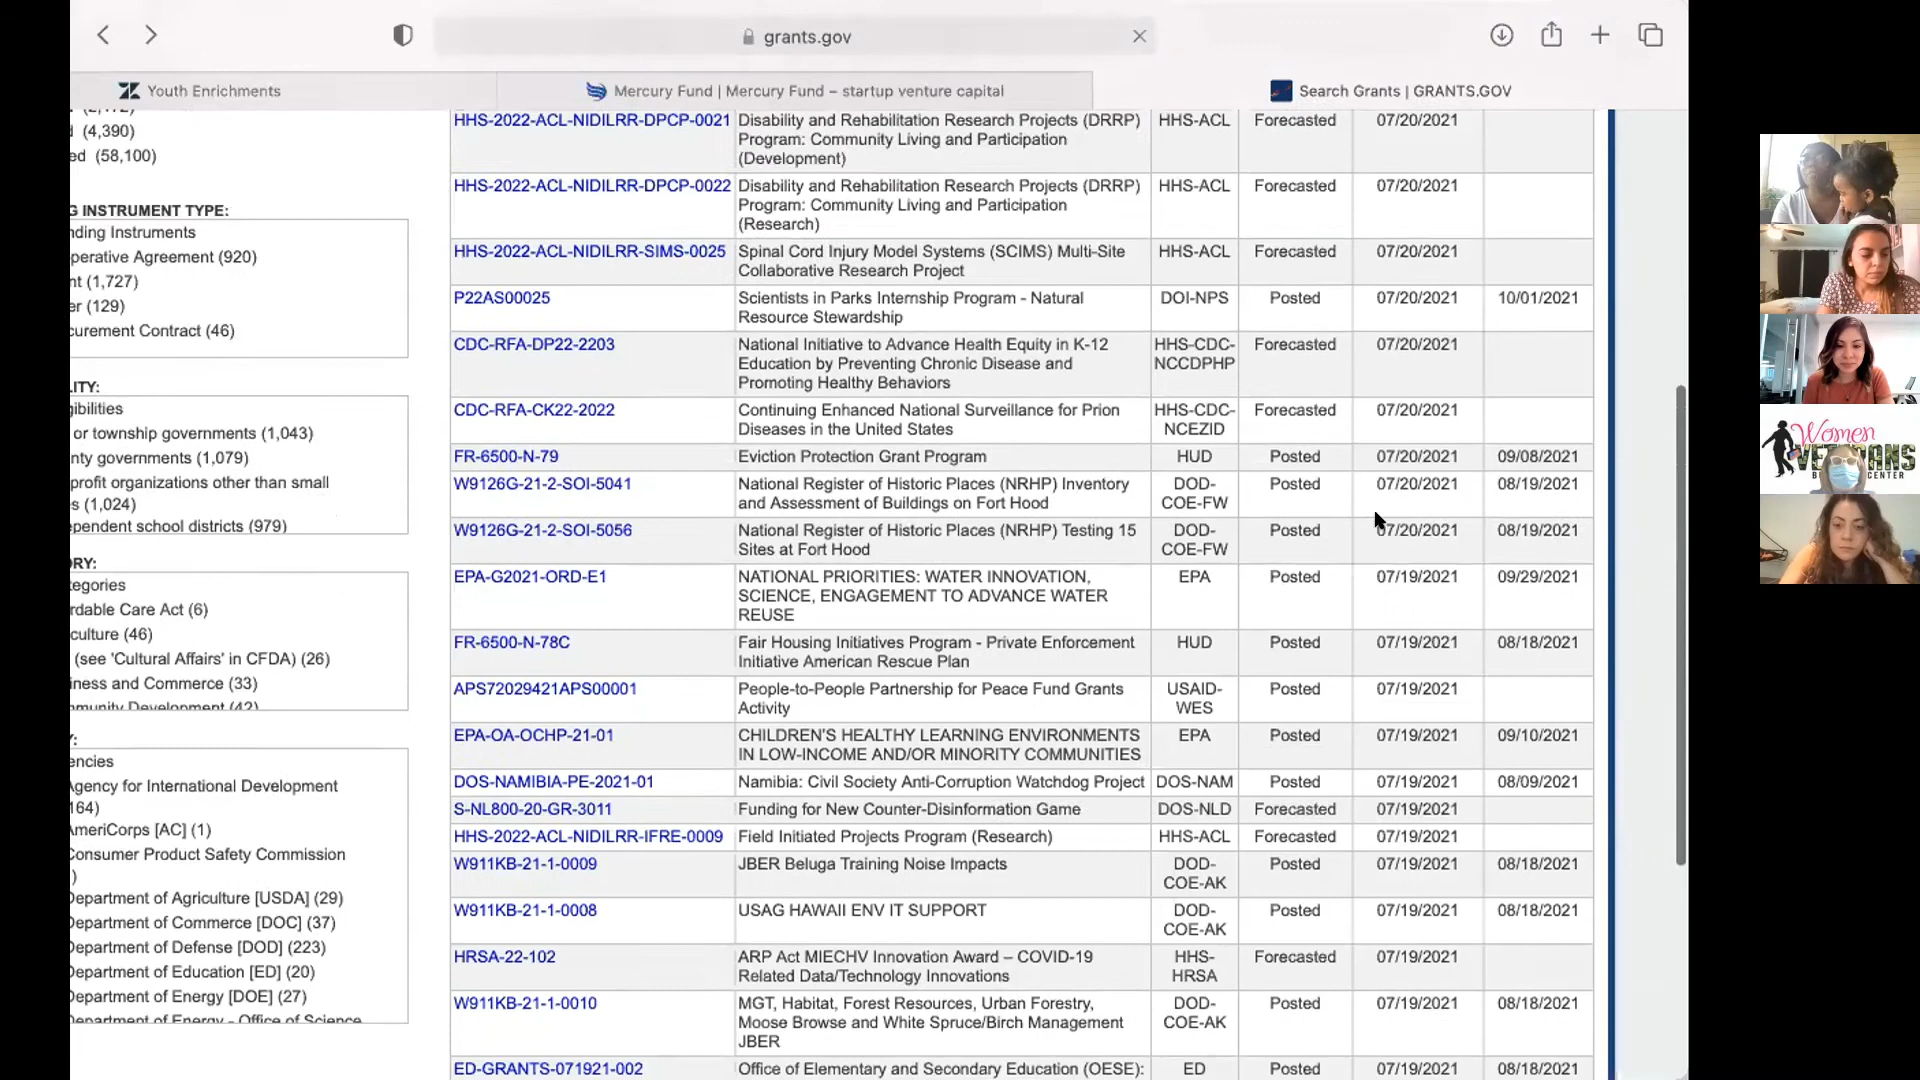 grants.gov
Youth Enrichments
Mercury Fund | Mercury Fund – startup venture capital
Search Grants | GRANTS.GOV
(4,390)
(58,100)
INSTRUMENT TYPE:
nding Instruments
perative Agreement (920)
nt (1,727)
er (129)
curement Contract (46)
LITY:
gibilities
or township governments (1,043)
nty governments (1,079)
profit organizations other than small
s (1,024)
ependent school districts (979)
ORY:
tegories
rdable Care Act (6)
culture (46)
(see 'Cultural Affairs' in CFDA) (26)
iness and Commerce (33)
mmunity Development (42)
Y:
encies
Agency for International Development
164)
AmeriCorps [AC] (1)
Consumer Product Safety Commission
)
Department of Agriculture [USDA] (29)
Department of Commerce [DOC] (37)
Department of Defense [DOD] (223)
Department of Education [ED] (20)
Department of Energy [DOE] (27)
Department of Energy - Office of Science
HHS-2022-ACL-NIDILRR-DPCP-0021 Disability and Rehabilitation Research Projects (DRRP) HHS-ACL Forecasted 07/20/2021
Program: Community Living and Participation
(Development)
HHS-2022-ACL-NIDILRR-DPCP-0022 Disability and Rehabilitation Research Projects (DRRP) HHS-ACL Forecasted 07/20/2021
Program: Community Living and Participation
(Research)
HHS-2022-ACL-NIDILRR-SIMS-0025 Spinal Cord Injury Model Systems (SCIMS) Multi-Site HHS-ACL Forecasted 07/20/2021
Collaborative Research Project
P22AS00025 Scientists in Parks Internship Program - Natural DOI-NPS Posted 07/20/2021 10/01/2021
Resource Stewardship
CDC-RFA-DP22-2203 National Initiative to Advance Health Equity in K-12 HHS-CDC- Forecasted 07/20/2021
Education by Preventing Chronic Disease and NCCDPHP
Promoting Healthy Behaviors
CDC-RFA-CK22-2022 Continuing Enhanced National Surveillance for Prion HHS-CDC- Forecasted 07/20/2021
Diseases in the United States NCEZID
FR-6500-N-79 Eviction Protection Grant Program HUD Posted 07/20/2021 09/08/2021
W9126G-21-2-SOI-5041 National Register of Historic Places (NRHP) Inventory DOD- Posted 07/20/2021 08/19/2021
and Assessment of Buildings on Fort Hood COE-FW
W9126G-21-2-SOI-5056 National Register of Historic Places (NRHP) Testing 15 DOD- Posted 07/20/2021 08/19/2021
Sites at Fort Hood COE-FW
EPA-G2021-ORD-E1 NATIONAL PRIORITIES: WATER INNOVATION, EPA Posted 07/19/2021 09/29/2021
SCIENCE, ENGAGEMENT TO ADVANCE WATER
REUSE
FR-6500-N-78C Fair Housing Initiatives Program - Private Enforcement HUD Posted 07/19/2021 08/18/2021
Initiative American Rescue Plan
APS72029421APS00001 People-to-People Partnership for Peace Fund Grants USAID- Posted 07/19/2021
Activity WES
EPA-OA-OCHP-21-01 CHILDREN'S HEALTHY LEARNING ENVIRONMENTS EPA Posted 07/19/2021 09/10/2021
IN LOW-INCOME AND/OR MINORITY COMMUNITIES
DOS-NAMIBIA-PE-2021-01 Namibia: Civil Society Anti-Corruption Watchdog Project DOS-NAM Posted 07/19/2021 08/09/2021
S-NL800-20-GR-3011 Funding for New Counter-Disinformation Game DOS-NLD Forecasted 07/19/2021
HHS-2022-ACL-NIDILRR-IFRE-0009 Field Initiated Projects Program (Research) HHS-ACL Forecasted 07/19/2021
W911KB-21-1-0009 JBER Beluga Training Noise Impacts DOD- Posted 07/19/2021 08/18/2021
COE-AK
W911KB-21-1-0008 USAG HAWAII ENV IT SUPPORT DOD- Posted 07/19/2021 08/18/2021
COE-AK
HRSA-22-102 ARP Act MIECHV Innovation Award – COVID-19 HHS- Forecasted 07/19/2021
Related Data/Technology Innovations HRSA
W911KB-21-1-0010 MGT, Habitat, Forest Resources, Urban Forestry, DOD- Posted 07/19/2021 08/18/2021
Moose Browse and White Spruce/Birch Management COE-AK
JBER
ED-GRANTS-071921-002 Office of Elementary and Secondary Education (OESE): ED Posted 07/19/2021 08/18/2021
Women